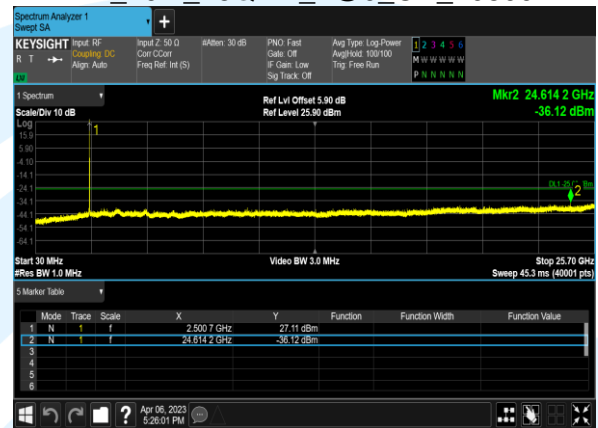 Spectrum Analyzer 1
Swept SA
+
KEYSIGHT Input: RF Input Z: 50 Ω #Atten: 30 dB PNO: Fast Avg Type: Log-Power 1 2 3 4 5 6
R T Coupling: DC Corr CCorr Gate: Off Avg|Hold: 100/100 M W W W W W
Align: Auto Freq Ref: Int (S) IF Gain: Low Trig: Free Run P N N N N N
Sig Track: Off
1 Spectrum Ref Lvl Offset 5.90 dB Mkr2 24.614 2 GHz
Scale/Div 10 dB Ref Level 25.90 dBm -36.12 dBm
Log
15.9 1
5.90
-4.10
-14.1
-24.1
-34.1 2
-44.1
-54.1
-64.1
Start 30 MHz Video BW 3.0 MHz Stop 25.70 GHz
#Res BW 1.0 MHz Sweep 45.3 ms (40001 pts)
5 Marker Table
Mode Trace Scale X Y Function Function Width Function Value
1 N 1 f 2.500 7 GHz 27.11 dBm
2 N 1 f 24.614 2 GHz -36.12 dBm
3
4
5
6
? Apr 06, 2023
5:26:01 PM